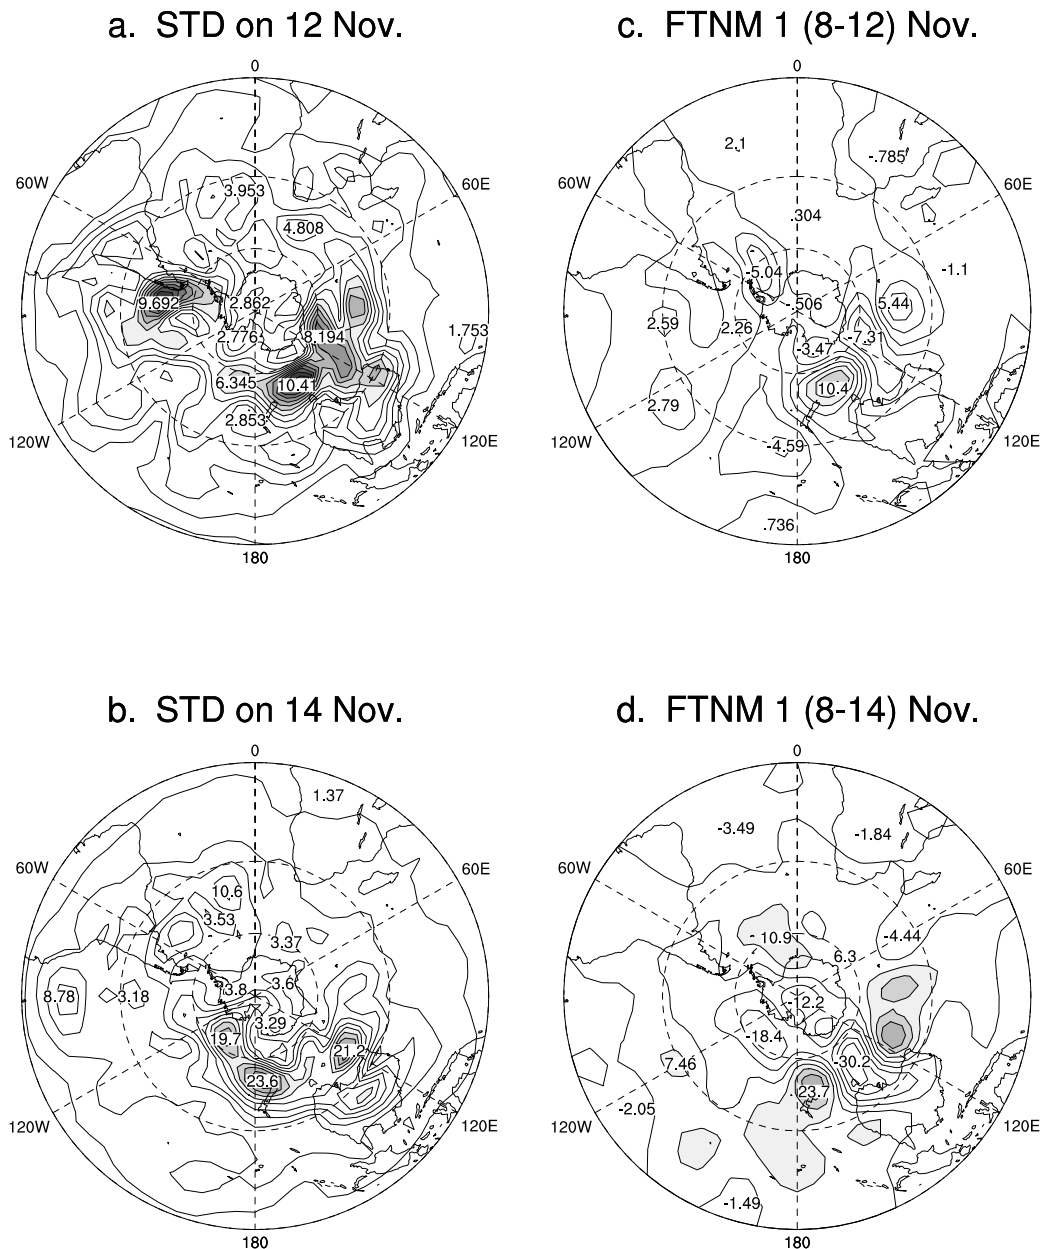 a. STD on 12 Nov.
0
60W
60E
3.953
4.808
9.692
2.862
2.776
8.194
1.753
6.345
10.41
2.853
120W
120E
180
c. FTNM 1 (8-12) Nov.
0
60W
60E
2.1
-.785
.304
-5.04
-1.1
-.506
5.44
2.59
2.26
-7.31
-3.47
10.4
2.79
-4.59
120W
120E
.736
180
b. STD on 14 Nov.
0
60W
60E
1.37
10.6
3.53
3.37
8.78
3.18
3.8
3.6
3.29
19.7
21.2
23.6
120W
120E
180
d. FTNM 1 (8-14) Nov.
0
60W
60E
-3.49
-1.84
-10.9
-4.44
6.3
-12.2
-18.4
7.46
-30.2
23.7
-2.05
120W
120E
-1.49
180